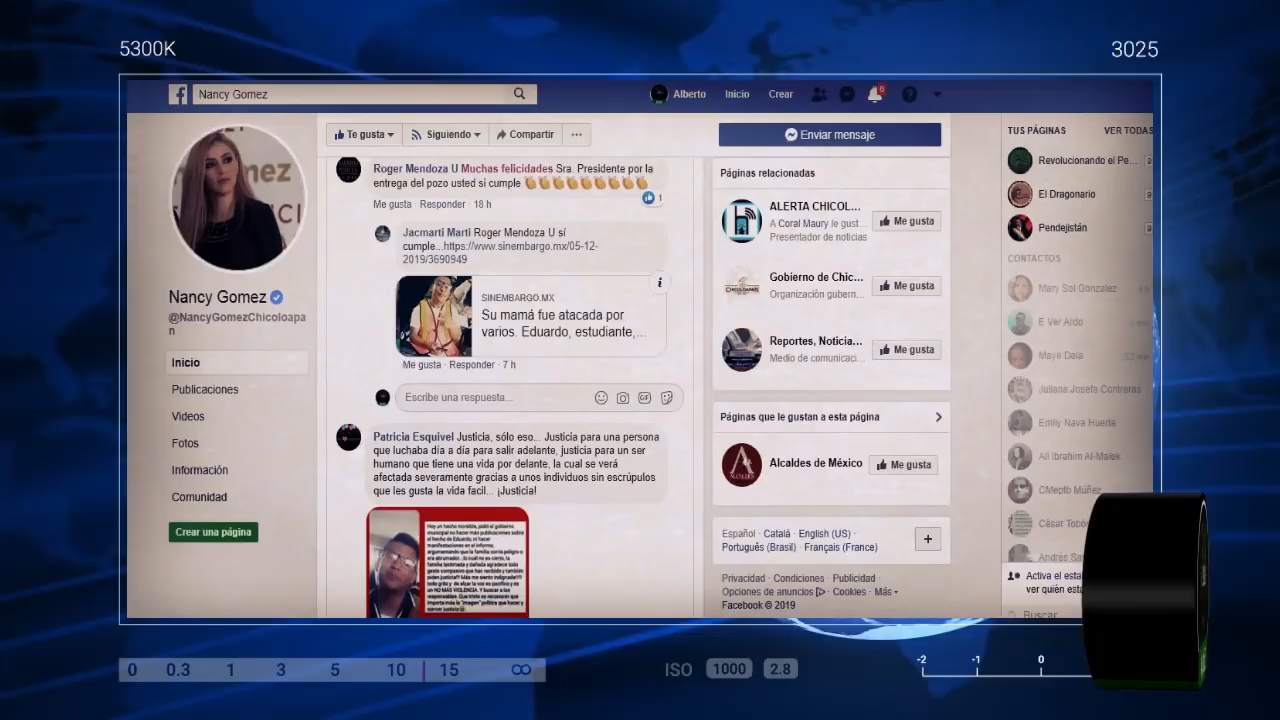 5300K
3025
Nancy Gomez
Alberto
Inicio
Crear
6
Te gusta
Siguiendo
Compartir
Enviar mensaje
Nancy Gomez
@NancyGomezChicoloapa
n
Inicio
Publicaciones
Videos
Fotos
Información
Comunidad
Crear una página
Roger Mendoza U Muchas felicidades Sra. Presidente por la
entrega del pozo usted si cumple
Me gusta · Responder · 18 h
1
Jacmarti Marti Roger Mendoza U sí
cumple...https://www.sinembargo.mx/05-12-
2019/3690949
SINEMBARGO.MX
Su mamá fue atacada por
varios. Eduardo, estudiante,...
Me gusta · Responder · 7 h
Escribe una respuesta...
GIF
Patricia Esquivel Justicia, sólo eso... Justicia para una persona
que luchaba día a día para salir adelante, justicia para un ser
humano que tiene una vida por delante, la cual se verá
afectada severamente gracias a unos individuos sin escrúpulos
que les gusta la vida facil... ¡Justicia!
Páginas relacionadas
ALERTA CHICOL...
A Coral Maury le gust...
Presentador de noticias
Me gusta
Gobierno de Chic...
Organización gubern...
Me gusta
Reportes, Noticia...
Medio de comunicaci...
Me gusta
Páginas que le gustan a esta página
Alcaldes de México
Me gusta
ALCALDES
Español · Català · English (US) ·
Português (Brasil) · Français (France)
Privacidad · Condiciones · Publicidad
Opciones de anuncios · Cookies · Más
Facebook © 2019
TUS PÁGINAS
VER TODAS
Revolucionando el Pe...
El Dragonario
Pendejistán
CONTACTOS
Mary Sol Gonzalez
E Ver Ardo
Maye Dela
Juliana Josefa Contreras
Emily Nava Huerta
Ali Ibrahim Al-Malek
CMepto Múñez
César Tobó
Andrés Sa
Activa el esta
ver quién esta
Buscar
0 0.3 1 3 5 10 15 ∞
ISO 1000 2.8
-2 -1 0